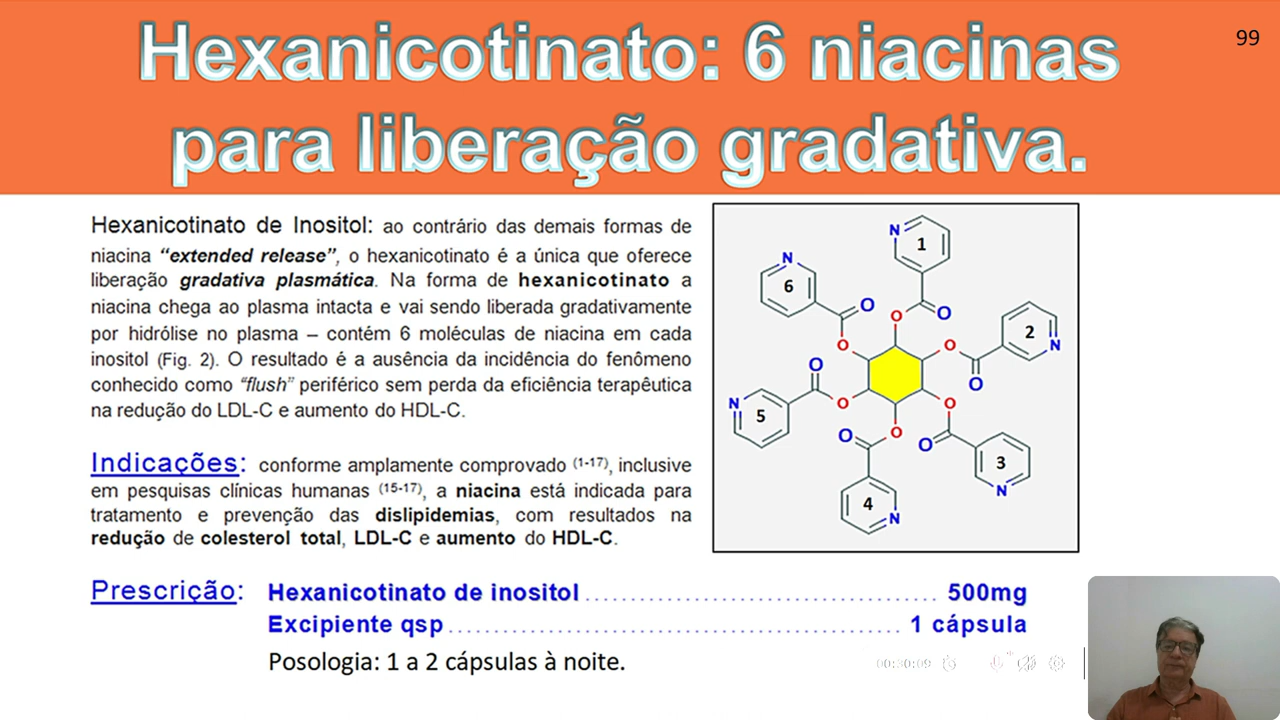 Hexanicotinato: 6 niacinas
para liberação gradativa.
99
Hexanicotinato de Inositol: ao contrário das demais formas de
niacina “extended release”, o hexanicotinato é a única que oferece
liberação gradativa plasmática. Na forma de hexanicotinato a
niacina chega ao plasma intacta e vai sendo liberada gradativamente
por hidrólise no plasma – contém 6 moléculas de niacina em cada
inositol (Fig. 2). O resultado é a ausência da incidência do fenômeno
conhecido como “flush” periférico sem perda da eficiência terapêutica
na redução do LDL-C e aumento do HDL-C.
Indicações: conforme amplamente comprovado (1-17), inclusive
em pesquisas clínicas humanas (15-17), a niacina está indicada para
tratamento e prevenção das dislipidemias, com resultados na
redução de colesterol total, LDL-C e aumento do HDL-C.
N
1
O
O
N
6
O
O
2
N
O
O
N
5
O
O
3
N
O
O
4
N
O
O
Prescrição: Hexanicotinato de inositol........................................ 500mg
Excipiente qsp........................................................ 1 cápsula
Posologia: 1 a 2 cápsulas à noite.
00:30:09